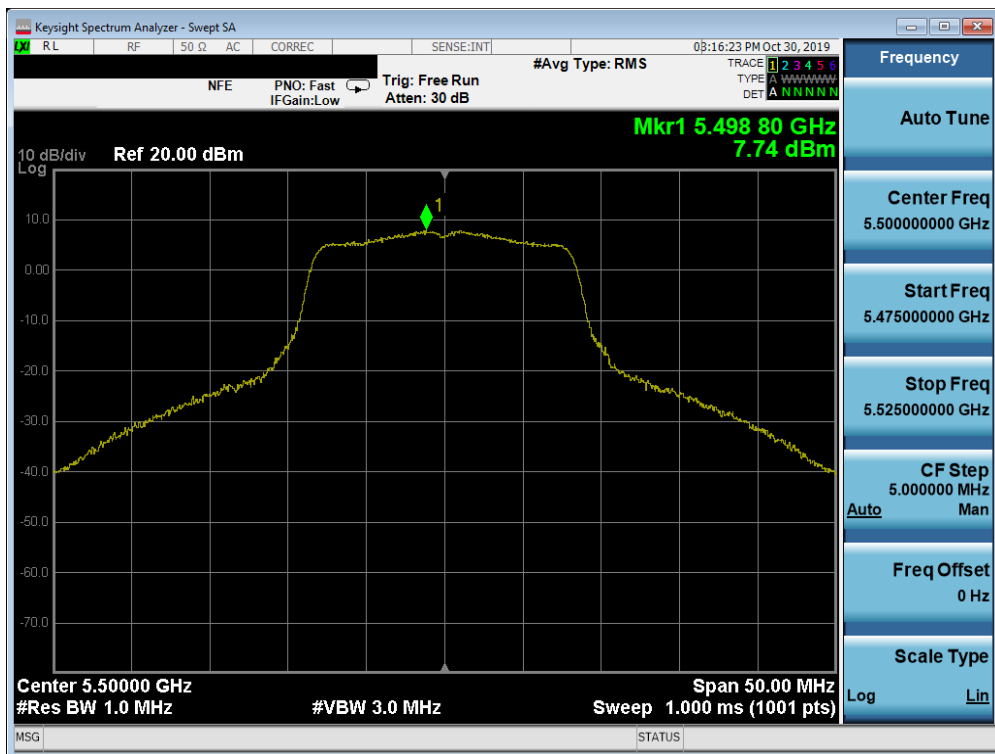 Keysight Spectrum Analyzer - Swept SA
LXI RL RF 50 Ω AC CORREC SENSE:INT 03:16:23 PM Oct 30, 2019
#Avg Type: RMS TRACE 1 2 3 4 5 6
NFE PNO: Fast Trig: Free Run TYPE A WWWWW
IFGain:Low Atten: 30 dB DET A N N N N N
Mkr1 5.498 80 GHz
7.74 dBm
10 dB/div Ref 20.00 dBm
Log
1
10.0
0.00
-10.0
-20.0
-30.0
-40.0
-50.0
-60.0
-70.0
Center 5.50000 GHz Span 50.00 MHz
#Res BW 1.0 MHz #VBW 3.0 MHz Sweep 1.000 ms (1001 pts)
MSG STATUS
Frequency
Auto Tune
Center Freq
5.500000000 GHz
Start Freq
5.475000000 GHz
Stop Freq
5.525000000 GHz
CF Step
5.000000 MHz
Auto Man
Freq Offset
0 Hz
Scale Type
Log Lin